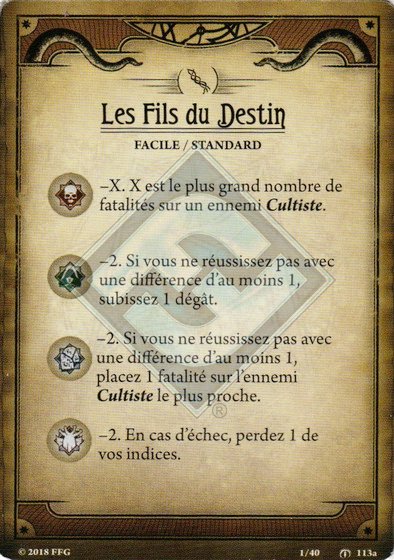 Les Fils du Destin
FACILE / STANDARD
–X. X est le plus grand nombre de
fatalités sur un ennemi Cultiste.
–2. Si vous ne réussissez pas avec
une différence d'au moins 1,
subissez 1 dégât.
–2. Si vous ne réussissez pas avec
une différence d'au moins 1,
placez 1 fatalité sur l'ennemi
Cultiste le plus proche.
®
–2. En cas d'échec, perdez 1 de
vos indices.
© 2018 FFG 1/40 113a